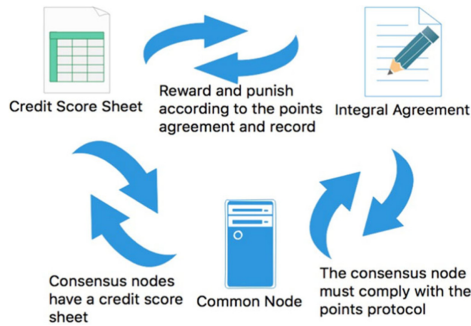 Credit Score Sheet
Reward and punish
according to the points
agreement and record
Integral Agreement
Consensus nodes
have a credit score
sheet
Common Node
The consensus node
must comply with the
points protocol